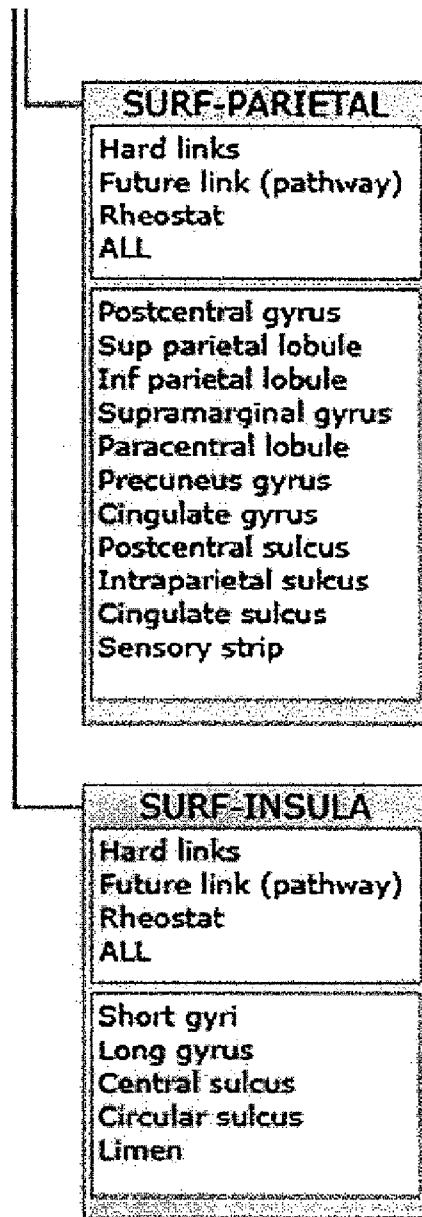 SURF-PARIETAL
Hard links
Future link (pathway)
Rheostat
ALL
Postcentral gyrus
Sup parietal lobule
Inf parietal lobule
Supramarginal gyrus
Paracentral lobule
Precuneus gyrus
Cingulate gyrus
Postcentral sulcus
Intraparietal sulcus
Cingulate sulcus
Sensory strip
SURF-INSULA
Hard links
Future link (pathway)
Rheostat
ALL
Short gyri
Long gyrus
Central sulcus
Circular sulcus
Limen